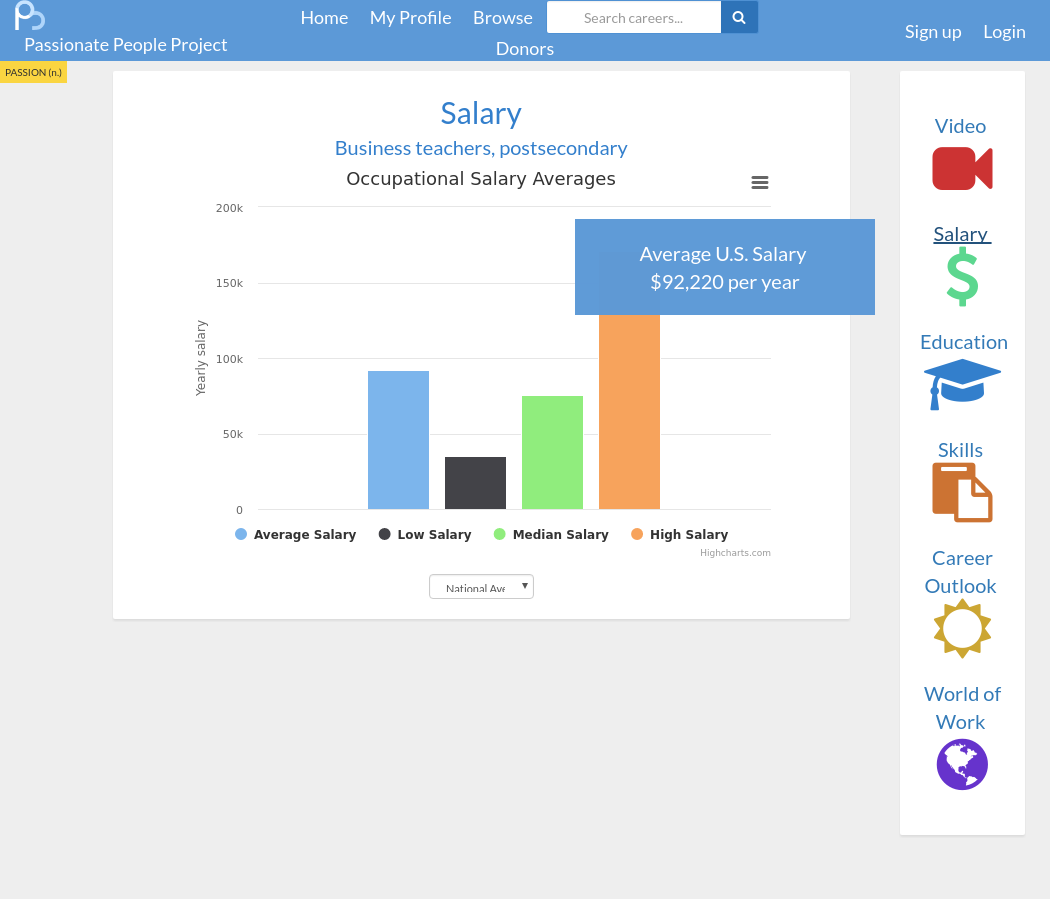 Home My Profile Browse Search careers...
Passionate People Project
Donors
Sign up Login
PASSION (n.)
Salary
Business teachers, postsecondary
Occupational Salary Averages
Yearly salary
200k
150k
100k
50k
0
Average U.S. Salary
$92,220 per year
Average Salary Low Salary Median Salary High Salary
Highcharts.com
National Ave
Video
Salary
Education
Skills
Career
Outlook
World of
Work